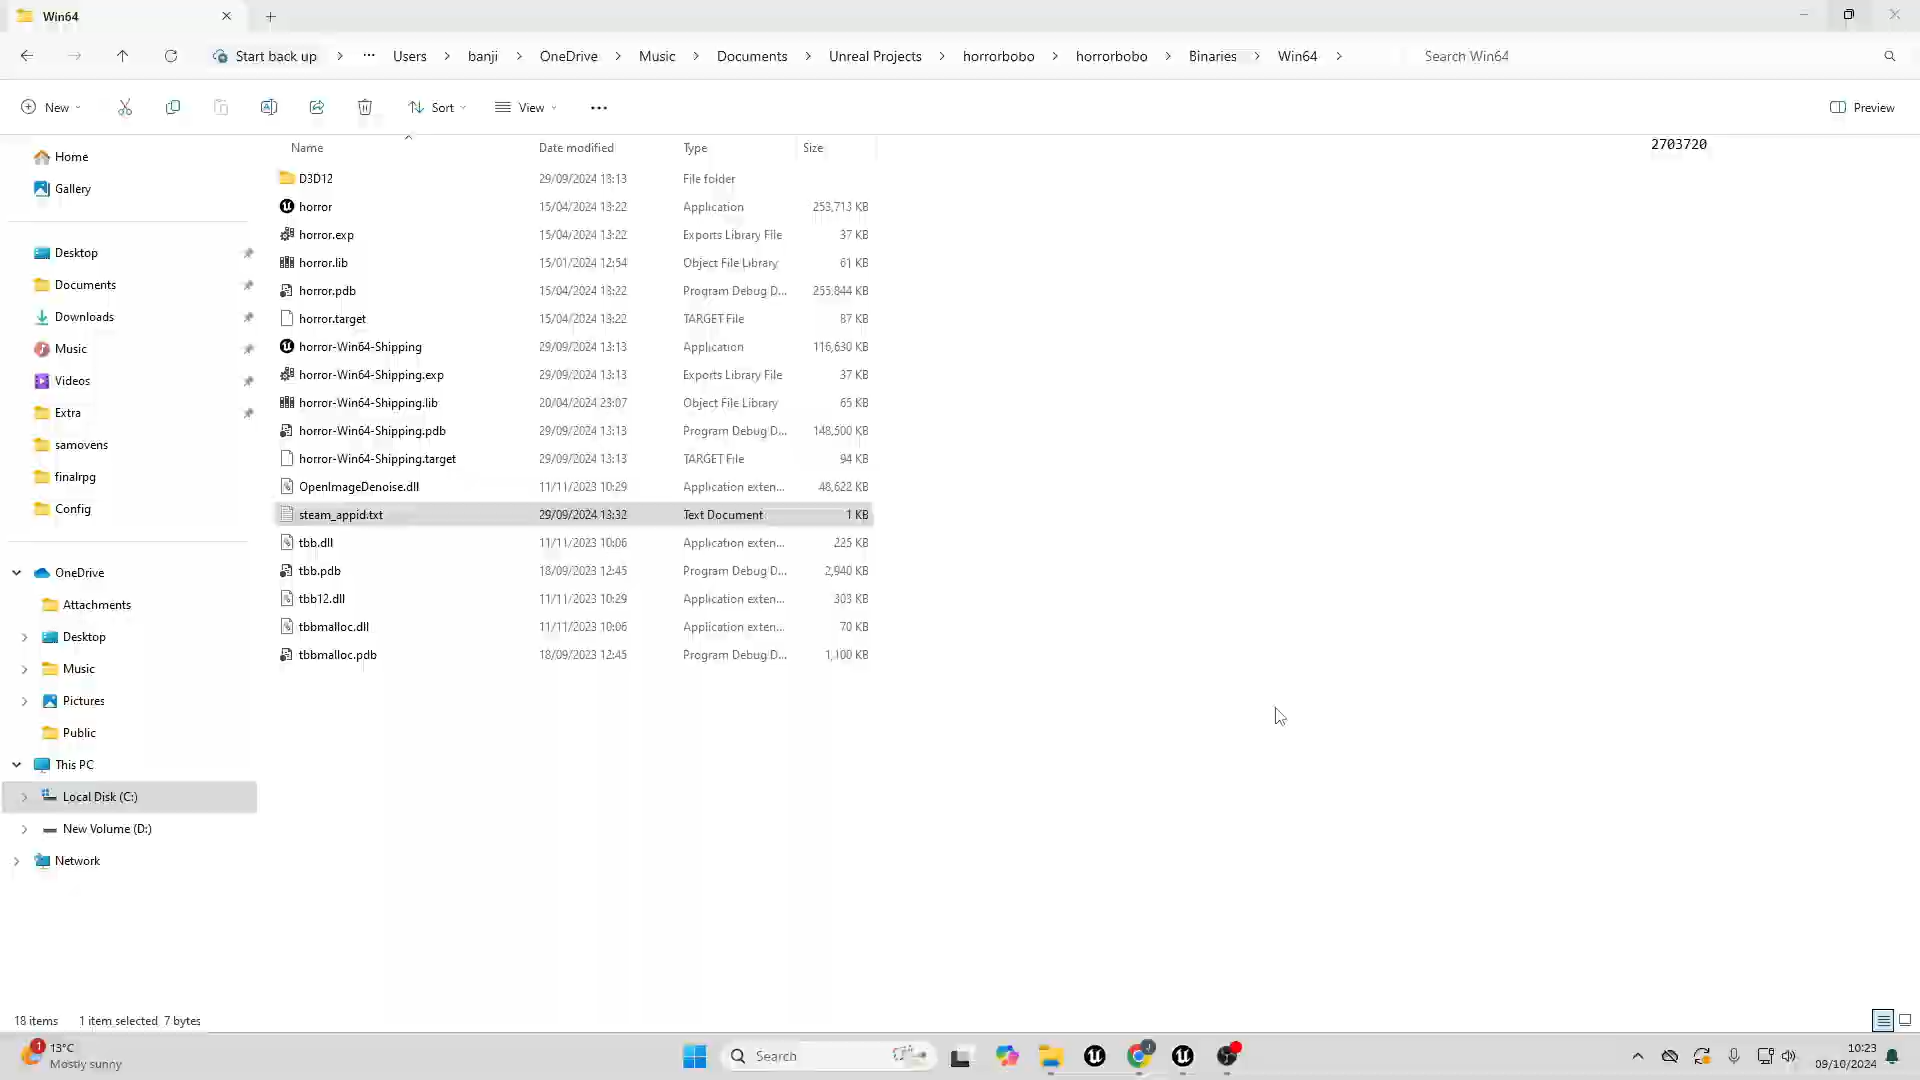 Win64
Start back up > ... Users > banji > OneDrive > Music > Documents > Unreal Projects > horrorbobo > horrorbobo > Binaries > Win64 >
Search Win64
New
Sort
View
Preview
Home
Gallery
Desktop
Documents
Downloads
Music
Videos
Extra
samovens
finalrpg
Config
OneDrive
Attachments
Desktop
Music
Pictures
Public
This PC
Local Disk (C:)
New Volume (D:)
Network
Name Date modified Type Size
D3D12 29/09/2024 13:13 File folder
horror 15/04/2024 13:22 Application 253,713 KB
horror.exp 15/04/2024 13:22 Exports Library File 37 KB
horror.lib 15/01/2024 12:54 Object File Library 61 KB
horror.pdb 15/04/2024 13:22 Program Debug D... 255,844 KB
horror.target 15/04/2024 13:22 TARGET File 87 KB
horror-Win64-Shipping 29/09/2024 13:13 Application 116,630 KB
horror-Win64-Shipping.exp 29/09/2024 13:13 Exports Library File 37 KB
horror-Win64-Shipping.lib 20/04/2024 23:07 Object File Library 65 KB
horror-Win64-Shipping.pdb 29/09/2024 13:13 Program Debug D... 148,500 KB
horror-Win64-Shipping.target 29/09/2024 13:13 TARGET File 94 KB
OpenImageDenoise.dll 11/11/2023 10:29 Application exten... 48,622 KB
steam_appid.txt 29/09/2024 13:32 Text Document 1 KB
tbb.dll 11/11/2023 10:06 Application exten... 225 KB
tbb.pdb 18/09/2023 12:45 Program Debug D... 2,940 KB
tbb12.dll 11/11/2023 10:29 Application exten... 303 KB
tbbmalloc.dll 11/11/2023 10:06 Application exten... 70 KB
tbbmalloc.pdb 18/09/2023 12:45 Program Debug D... 1,100 KB
2703720
18 items 1 item selected 7 bytes
1
13°C
Mostly sunny
Search
10:23
09/10/2024